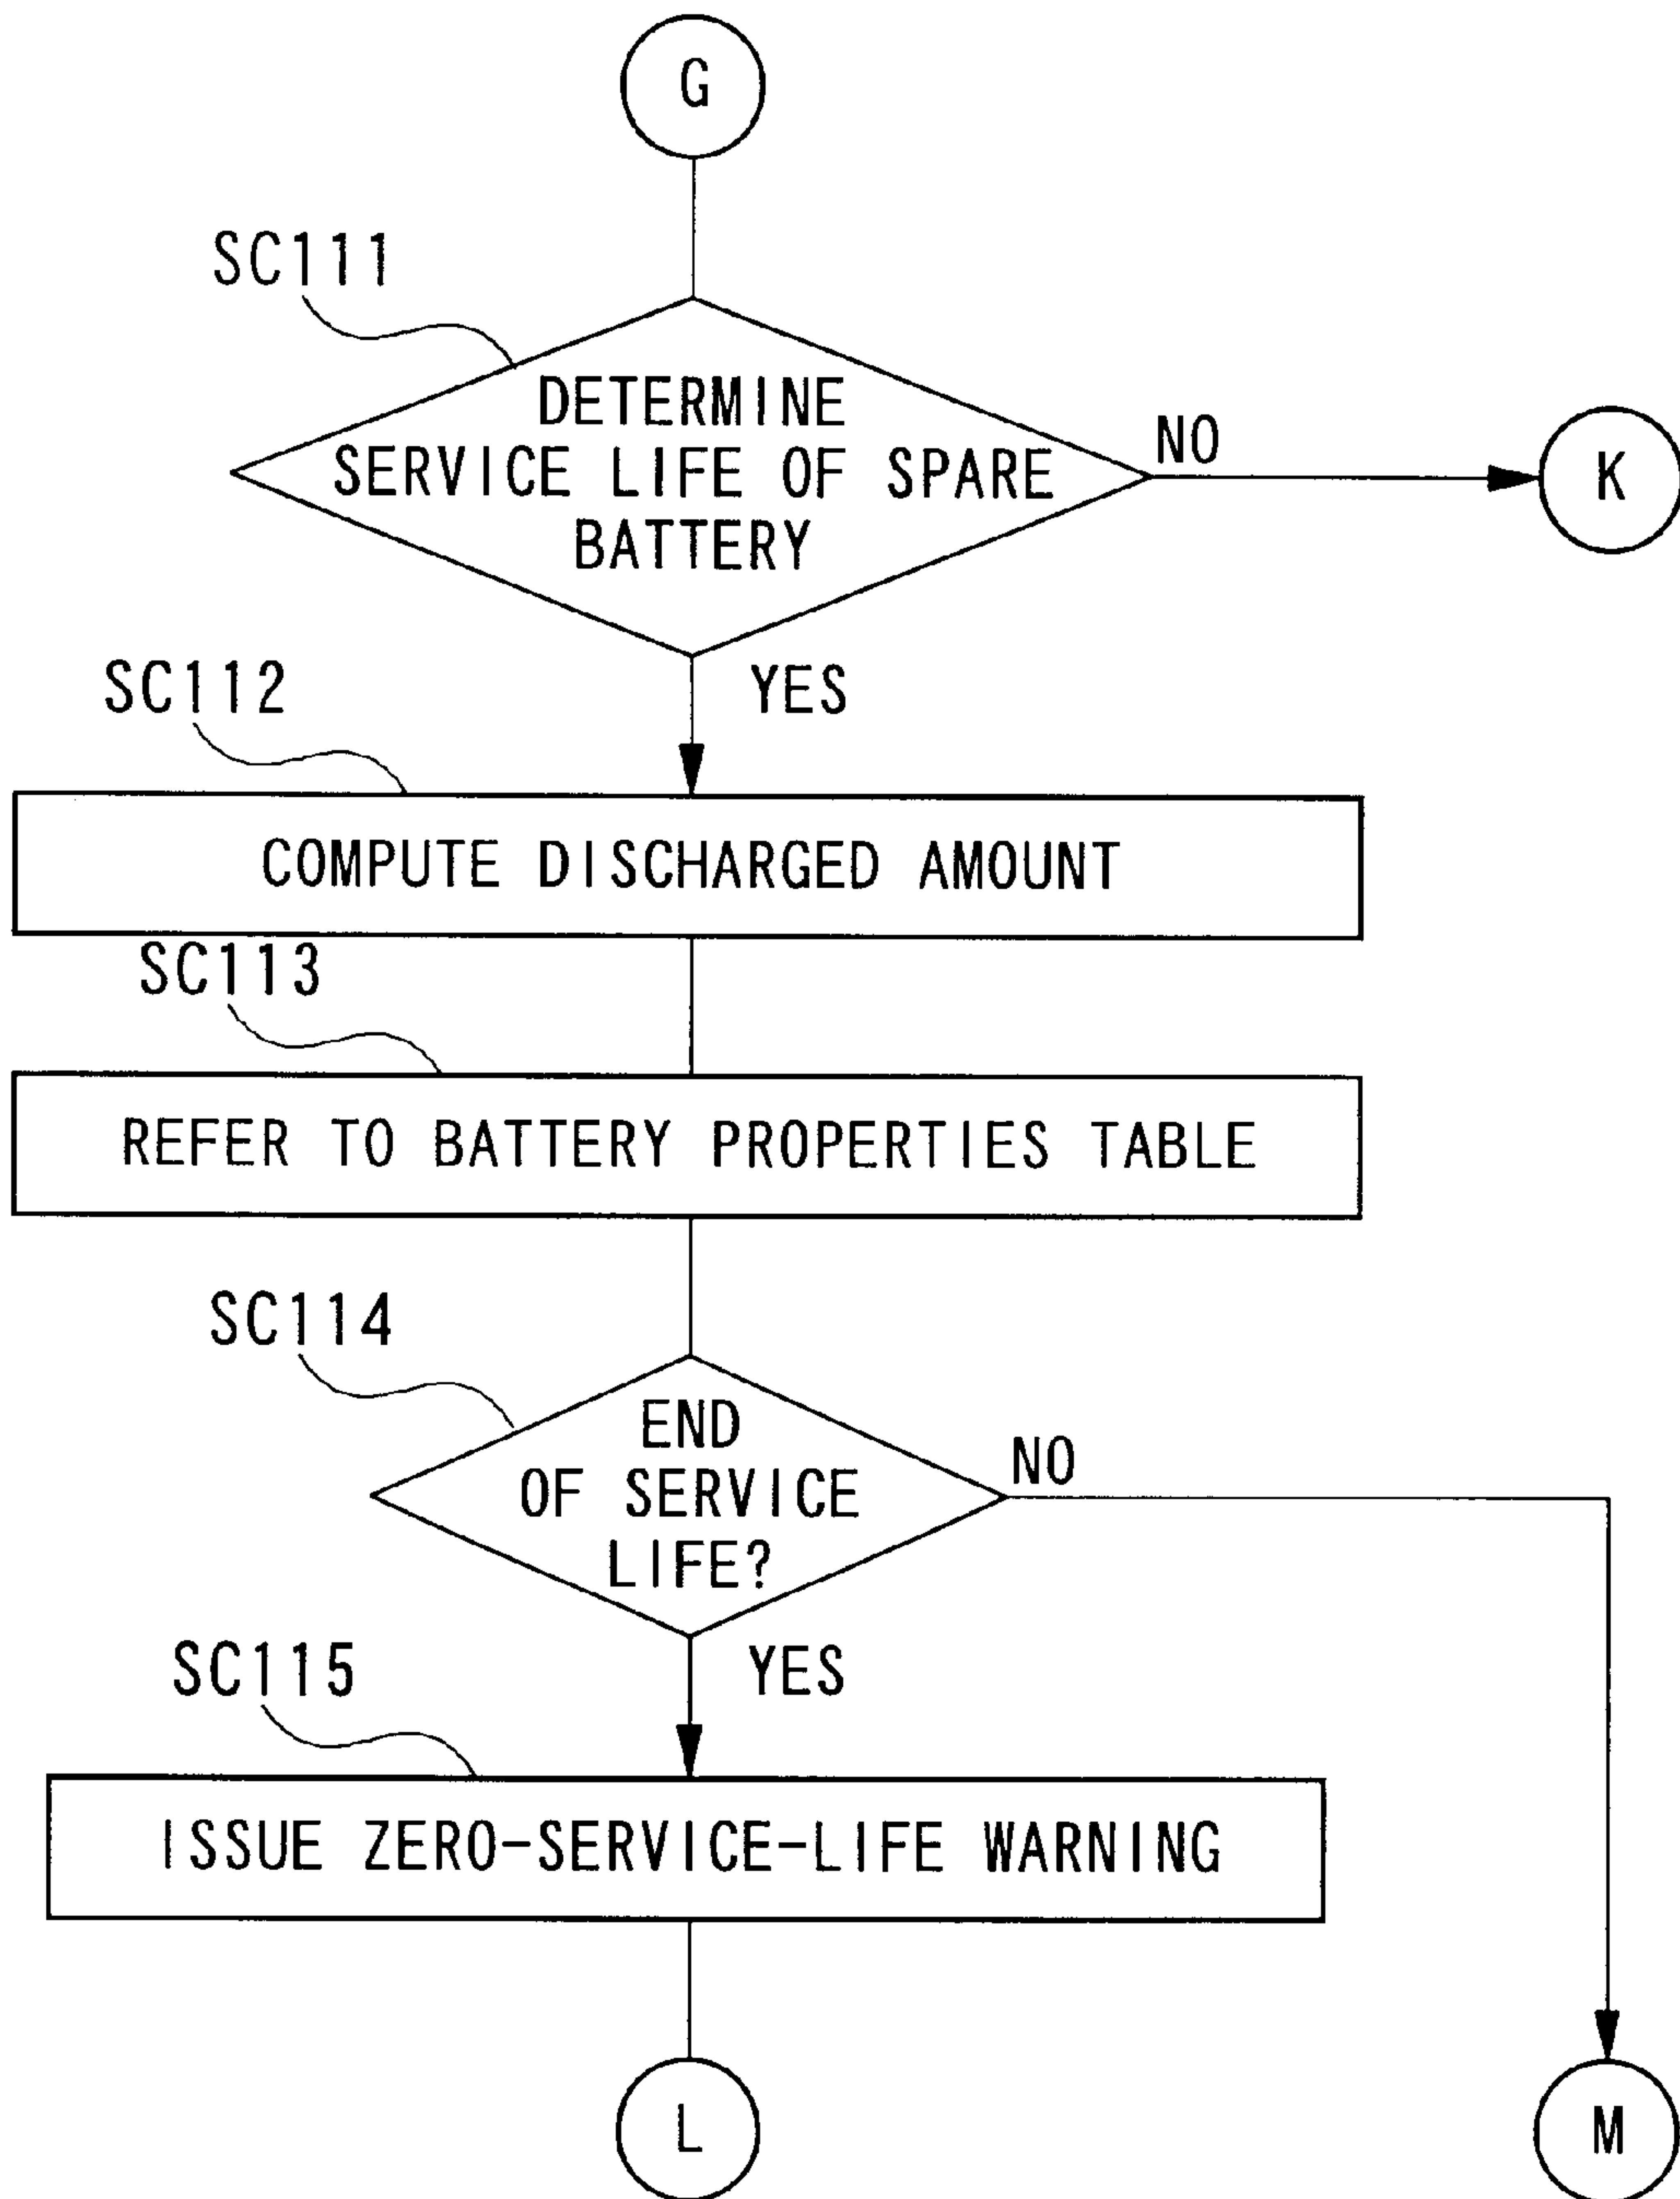 G
SC111
DETERMINE
SERVICE LIFE OF SPARE
BATTERY
NO
K
YES
SC112
COMPUTE DISCHARGED AMOUNT
SC113
REFER TO BATTERY PROPERTIES TABLE
SC114
END
OF SERVICE
LIFE?
NO
YES
SC115
ISSUE ZERO-SERVICE-LIFE WARNING
L
M